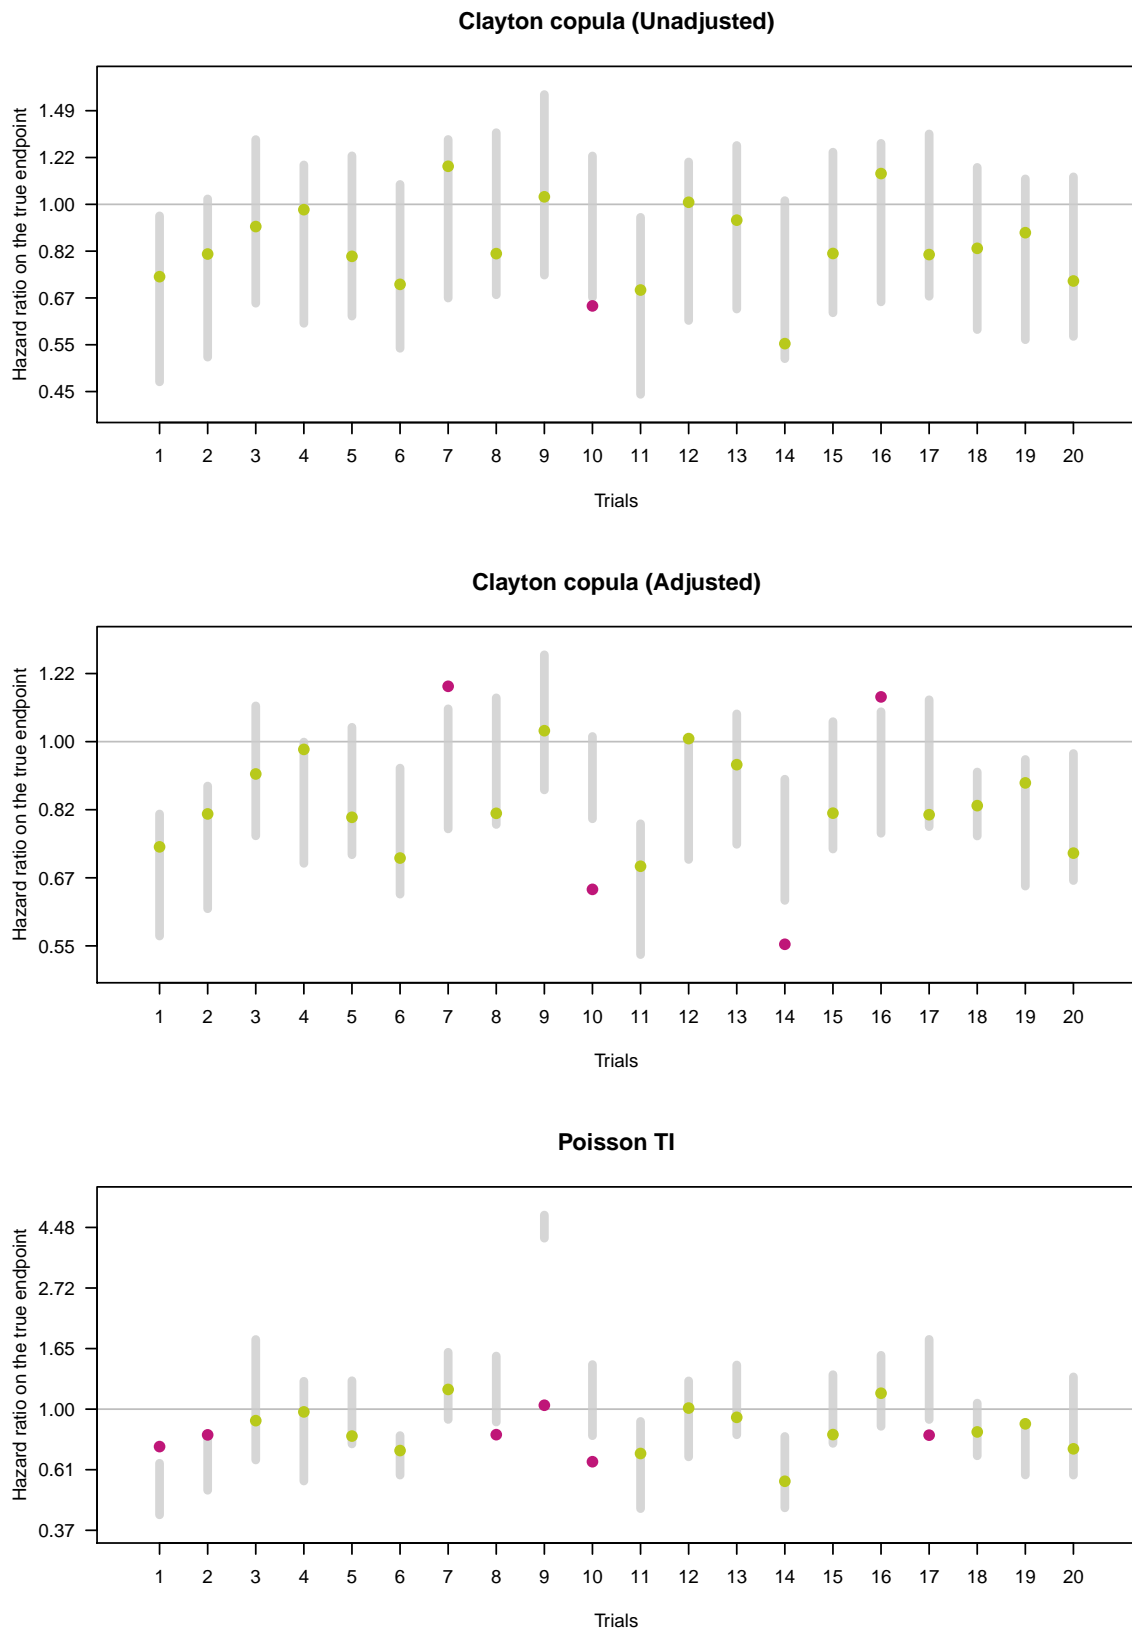 Clayton copula (Unadjusted)
Hazard ratio on the true endpoint
1.49
1.22
1.00
0.82
0.67
0.55
0.45
1 2 3 4 5 6 7 8 9 10 11 12 13 14 15 16 17 18 19 20
Trials
Clayton copula (Adjusted)
Hazard ratio on the true endpoint
1.22
1.00
0.82
0.67
0.55
1 2 3 4 5 6 7 8 9 10 11 12 13 14 15 16 17 18 19 20
Trials
Poisson TI
Hazard ratio on the true endpoint
4.48
2.72
1.65
1.00
0.61
0.37
1 2 3 4 5 6 7 8 9 10 11 12 13 14 15 16 17 18 19 20
Trials